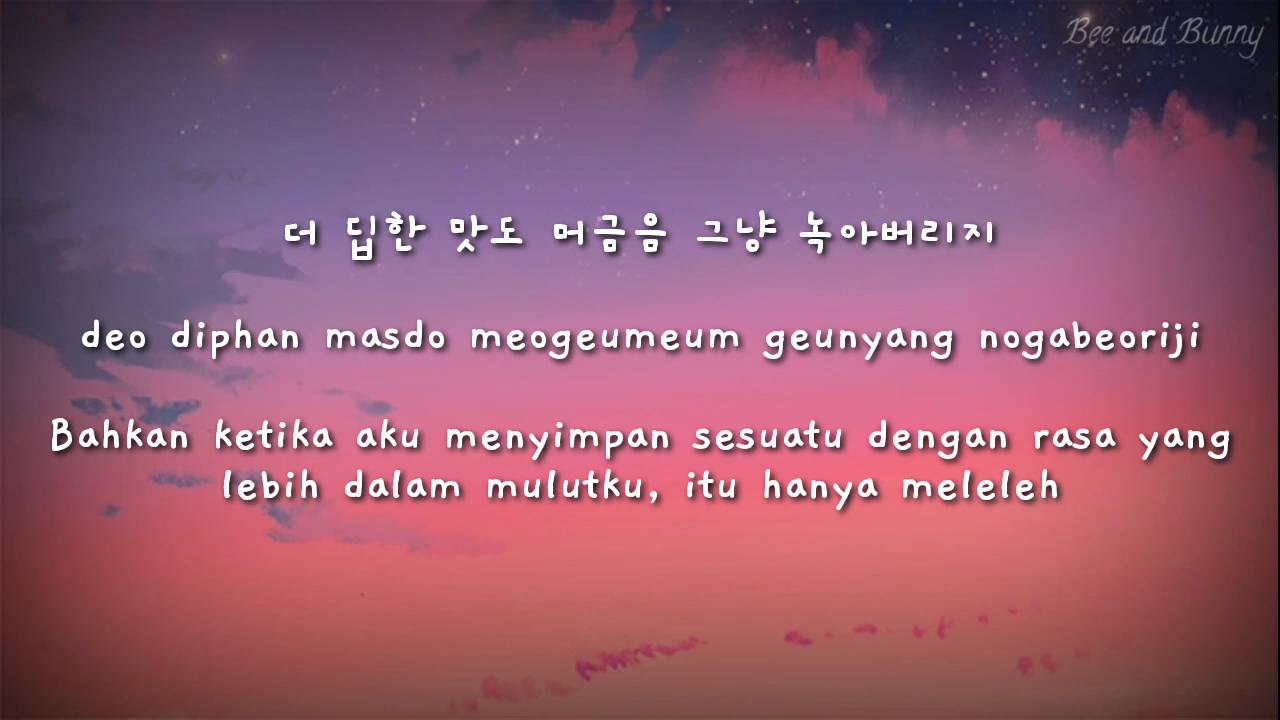 Bee and Bunny
더 딥한 맛도 머금음 그냥 녹아버리지
deo diphan masdo meogeumeum geunyang nogabeoriji
Bahkan ketika aku menyimpan sesuatu dengan rasa yang
lebih dalam mulutku, itu hanya meleleh